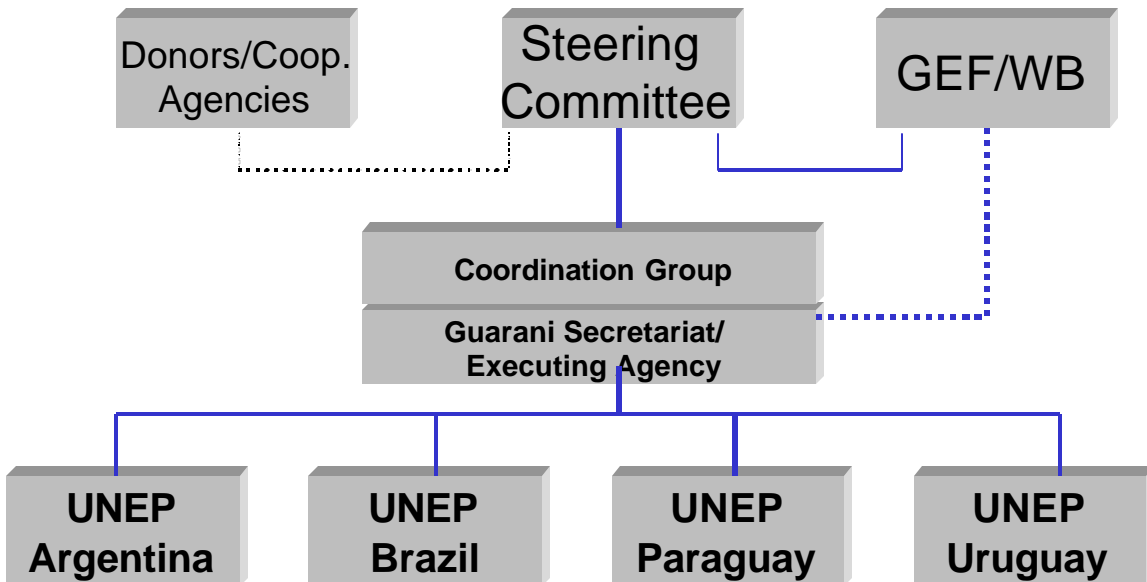 Donors/Coop.
Agencies
Steering
Committee
GEF/WB
Coordination Group
Guarani Secretariat/
Executing Agency
UNEP
Argentina
UNEP
Brazil
UNEP
Paraguay
UNEP
Uruguay